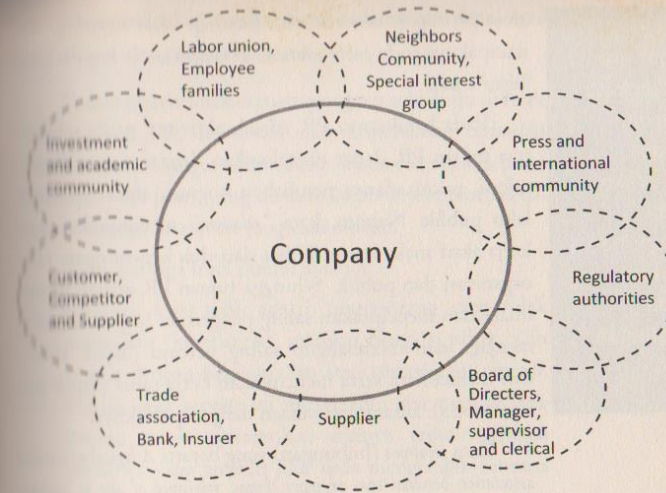 Labor union,
Employee
families
Neighbors
Community,
Special interest
group
Investment
and academic
community
Press and
international
community
Company
Customer,
Competitor
and Supplier
Regulatory
authorities
Trade
association,
Bank, Insurer
Supplier
Board of
Directers,
Manager,
supervisor
and clerical